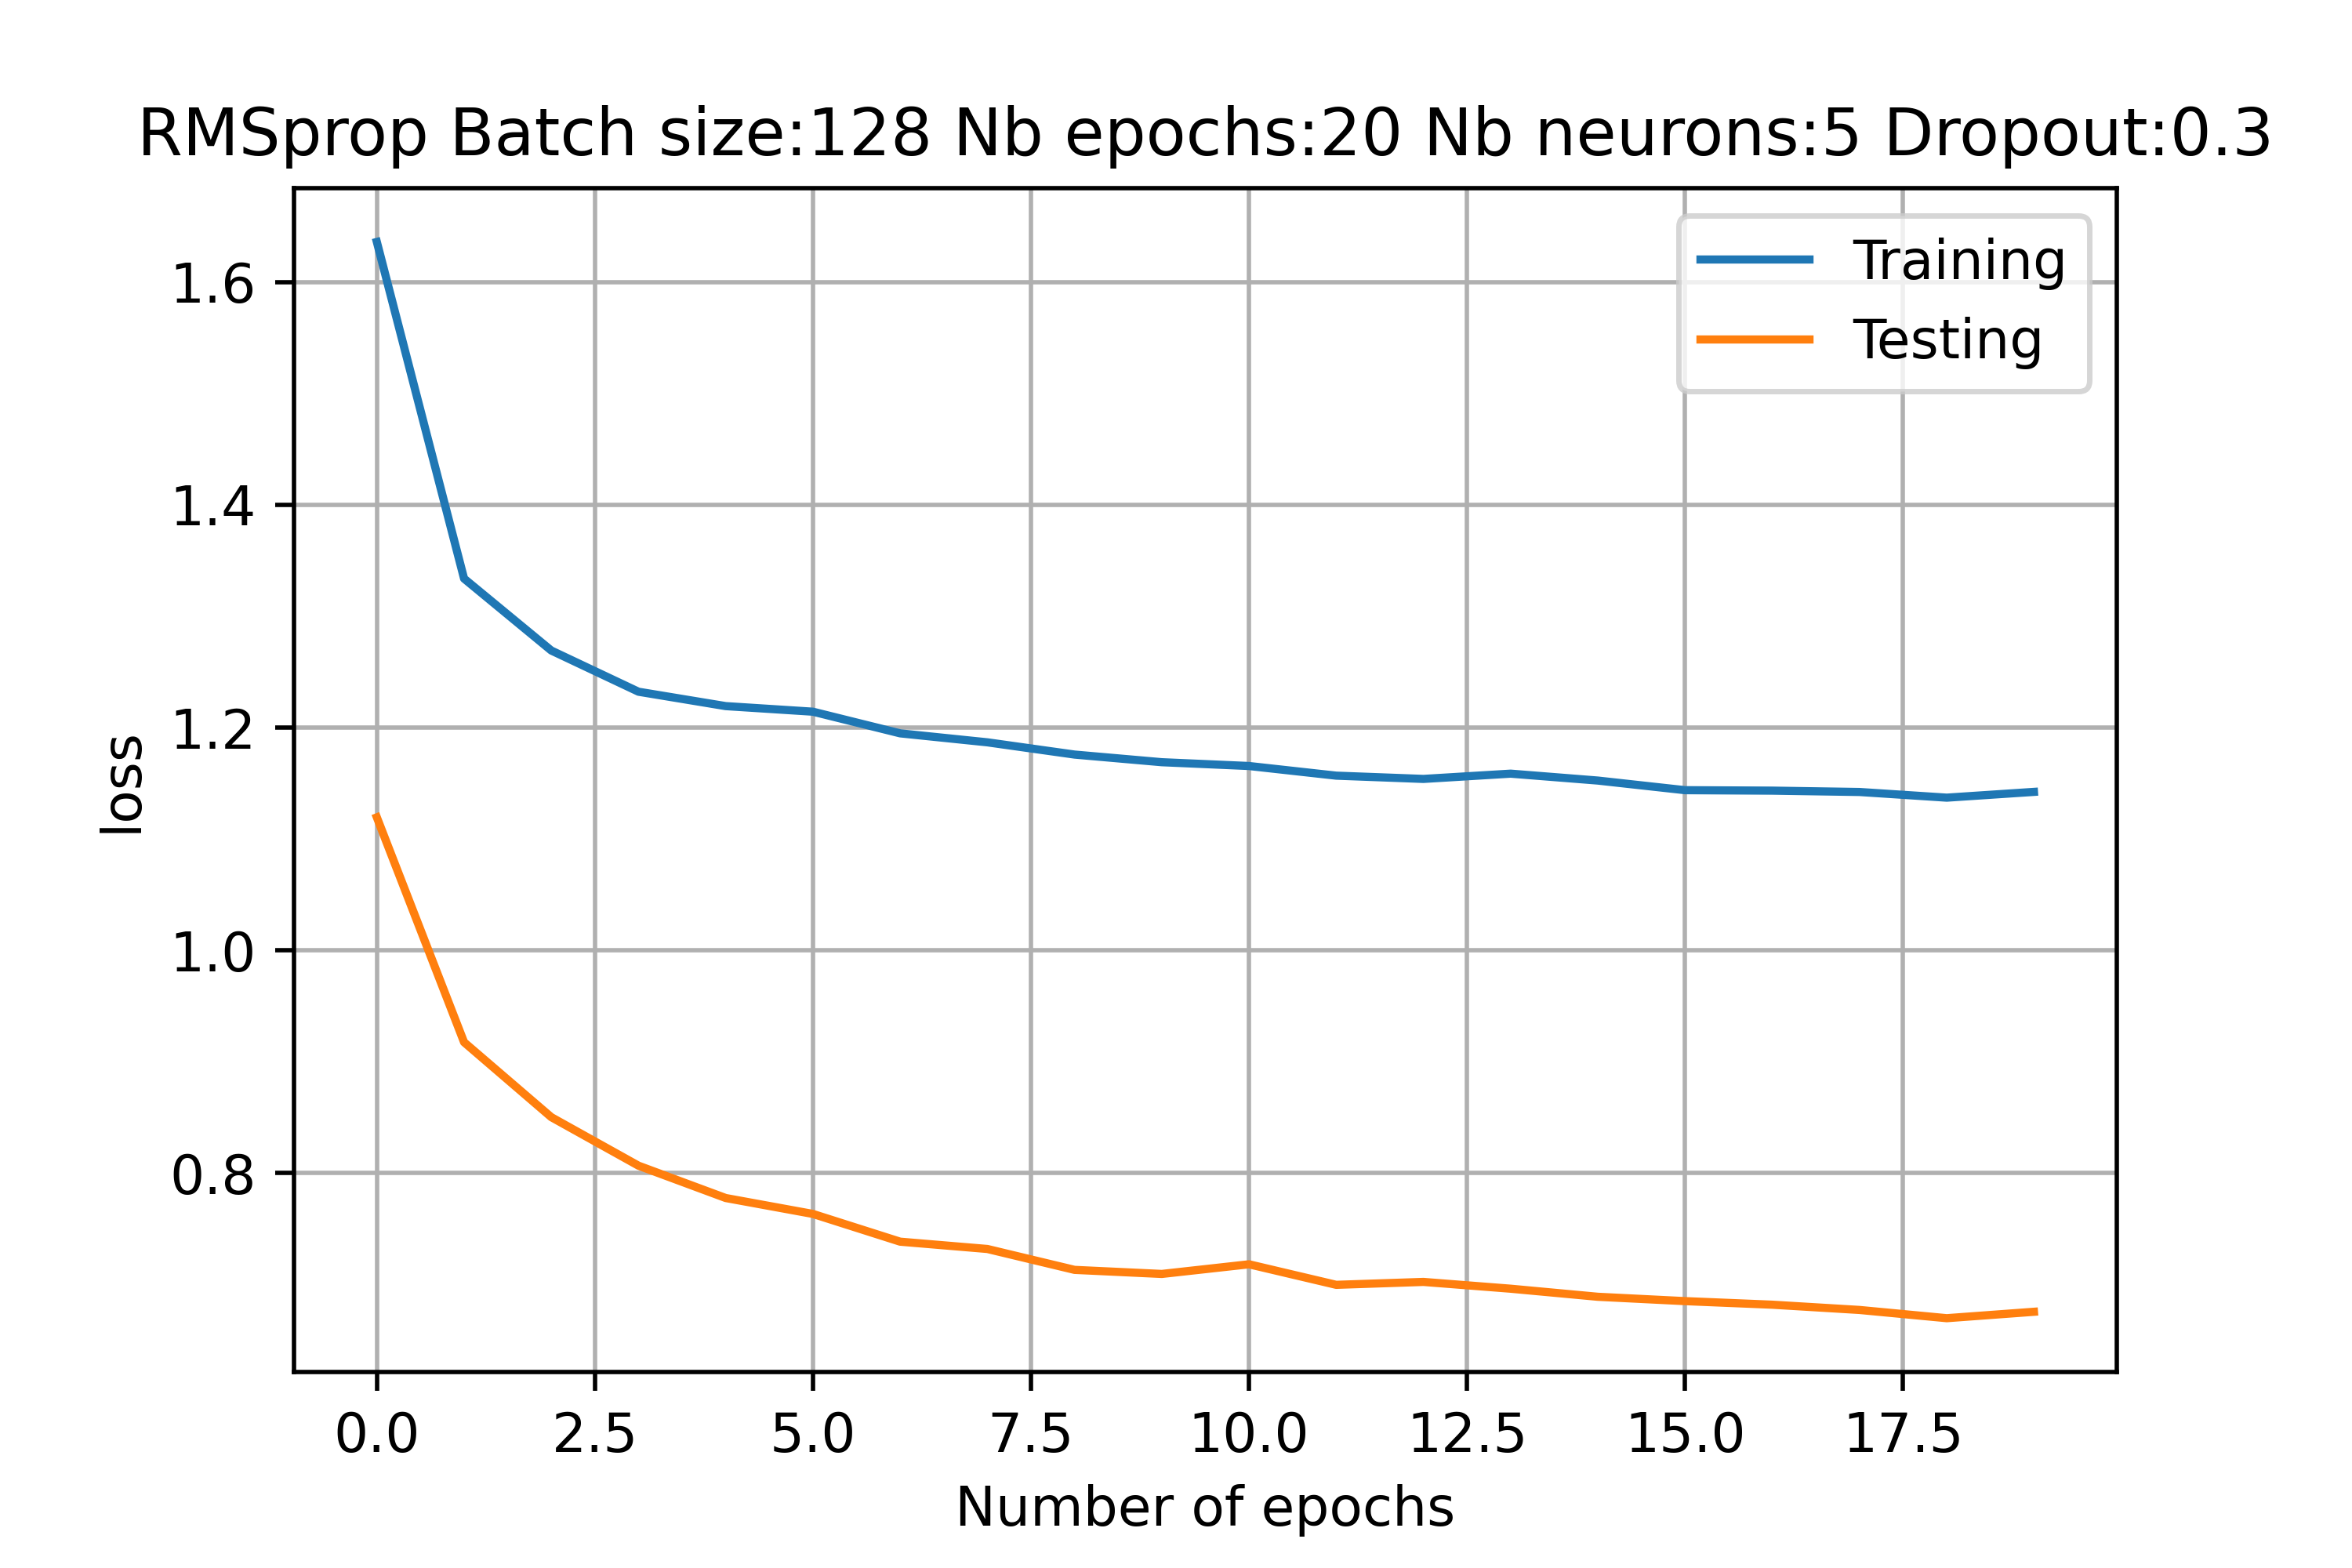 RMSprop Batch size:128 Nb epochs:20 Nb neurons:5 Dropout:0.3
Training
Testing
1.6
1.4
1.2
1.0
0.8
loss
0.0 2.5 5.0 7.5 10.0 12.5 15.0 17.5
Number of epochs